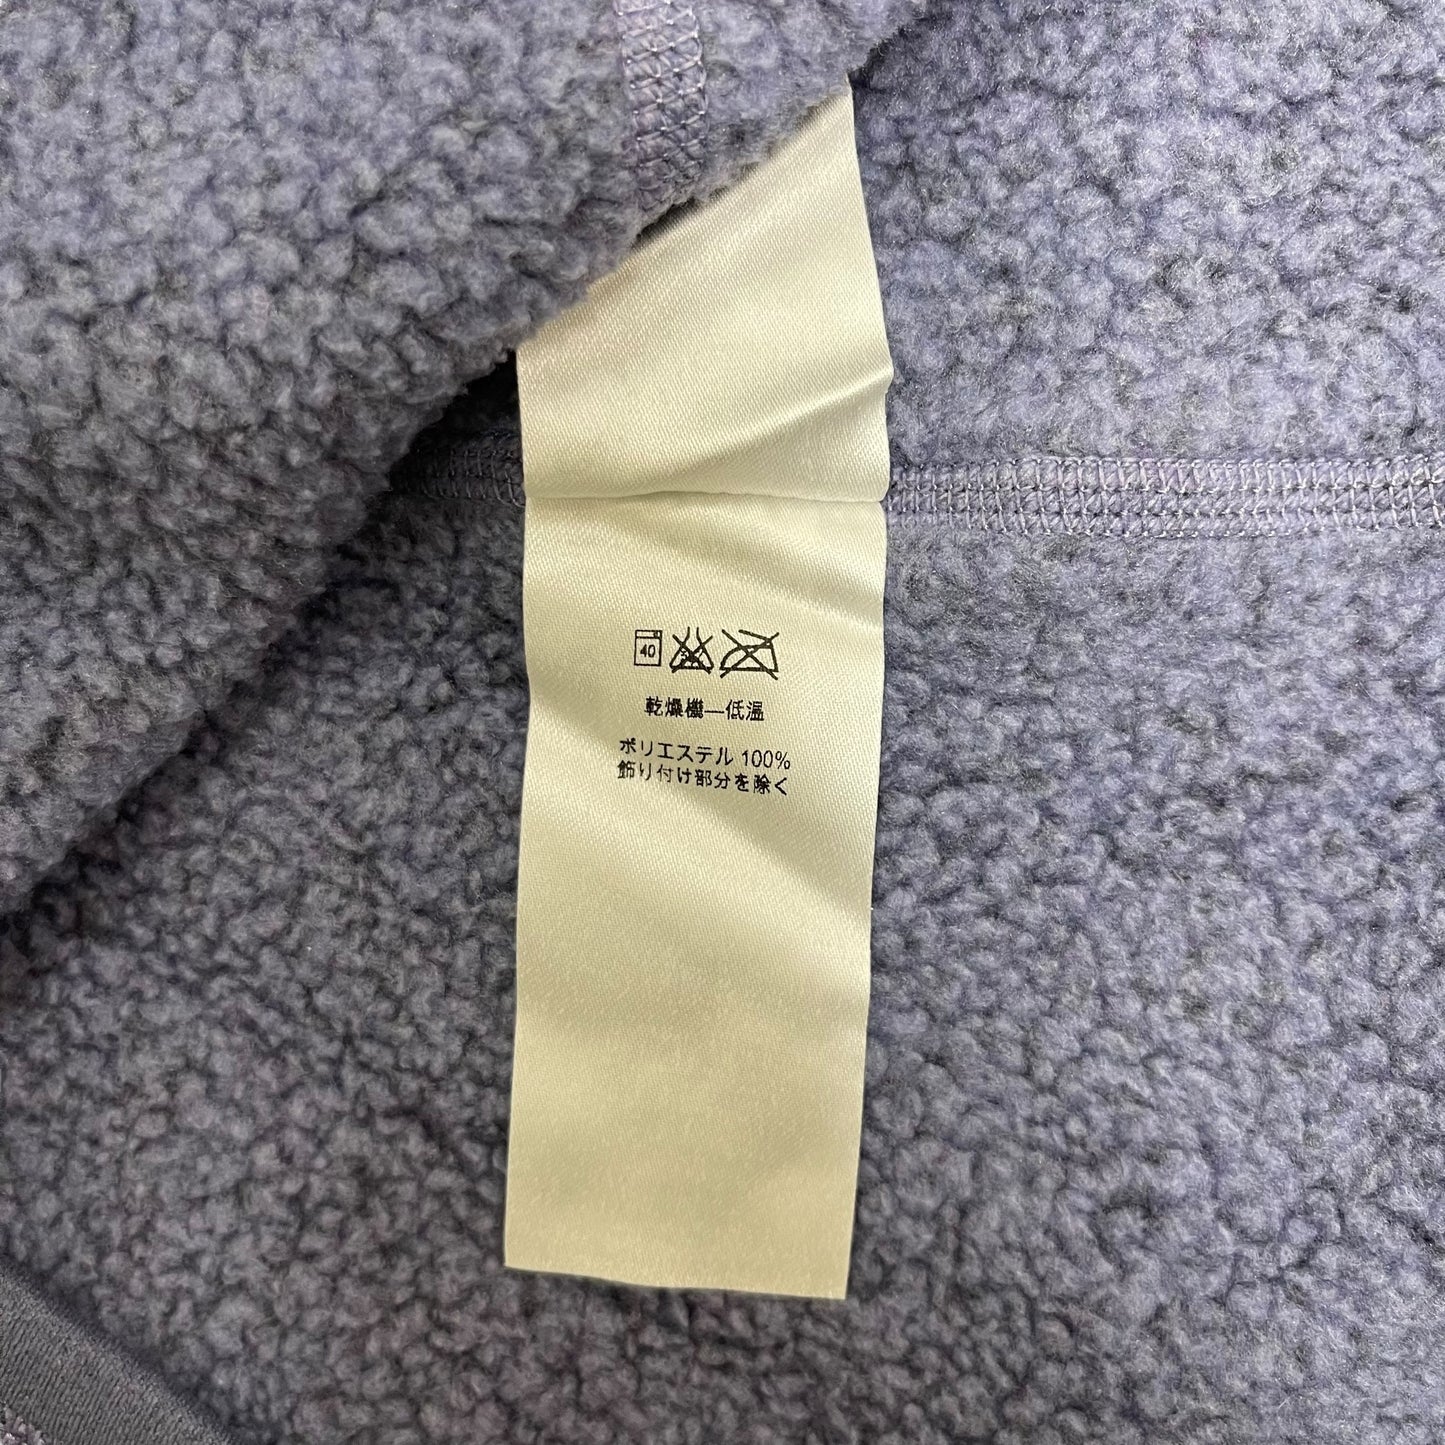 40
乾燥機—低温
ポリエステル 100%
飾り付け部分を除く